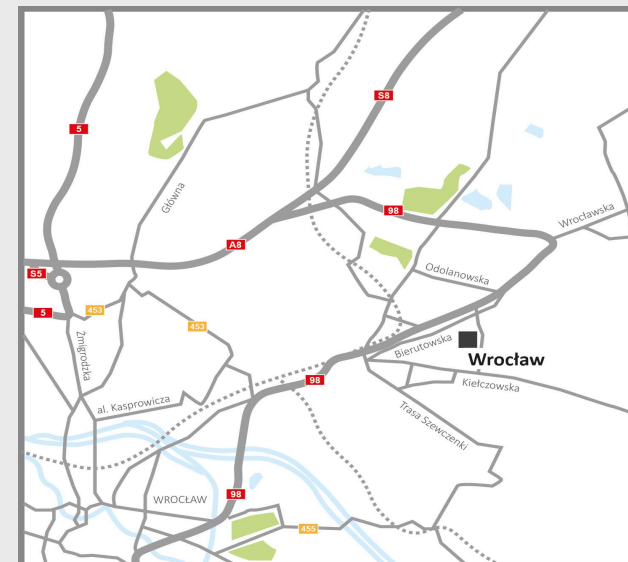 S8
5
Główna
98
Wrocławska
A8
Odolanowska
S5
453
5
453
Żmigrodzka
Bierutowska
Wrocław
98
Kiełczowska
al. Kasprowicza
Trasa Szewczenki
WROCŁAW
98
455